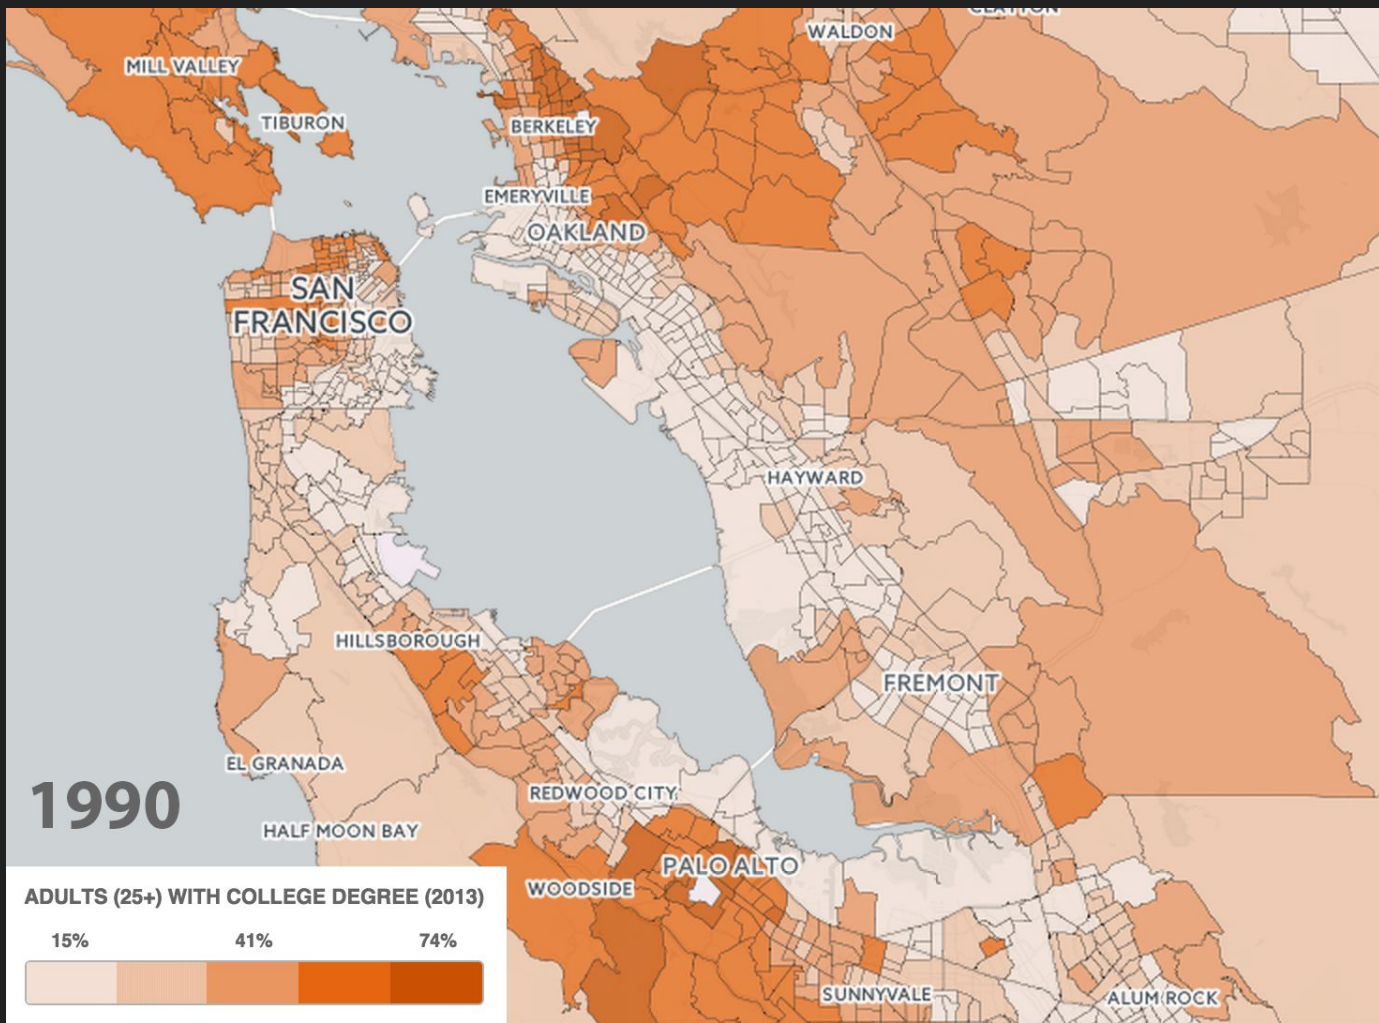 CLAYTON
WALDON
MILL VALLEY
TIBURON
BERKELEY
EMERYVILLE
OAKLAND
SAN
FRANCISCO
HAYWARD
HILLSBOROUGH
FREMONT
EL GRANADA
REDWOOD CITY
1990
HALF MOON BAY
PALO ALTO
WOODSIDE
ADULTS (25+) WITH COLLEGE DEGREE (2013)
15% 41% 74%
SUNNYVALE
ALUM ROCK